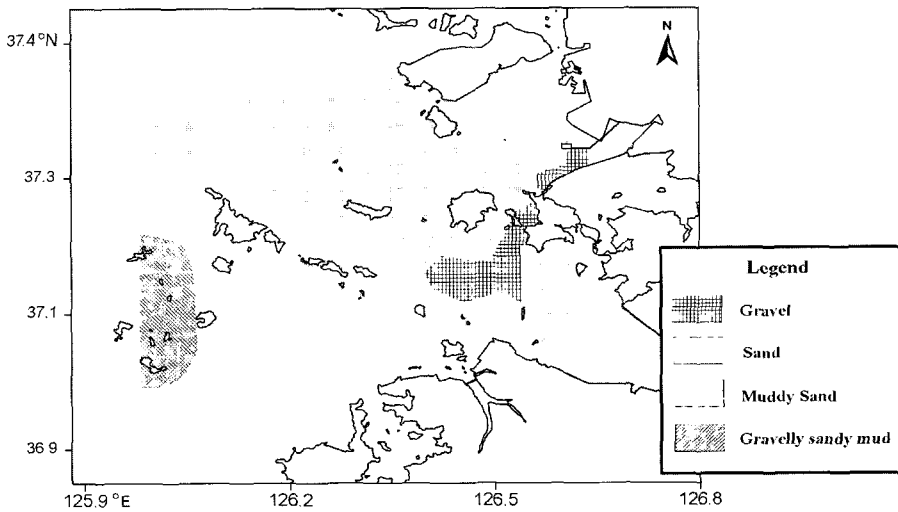 37.4 °N
N
37.3
37.1
36.9
125.9 °E
126.2
126.5
126.8
Legend
Gravel
Sand
Muddy Sand
Gravelly sandy mud